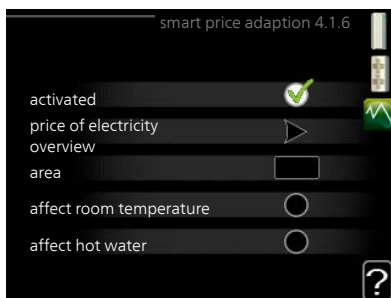 smart price adaption 4.1.6
activated
price of electricity
overview
area
affect room temperature
affect hot water
?